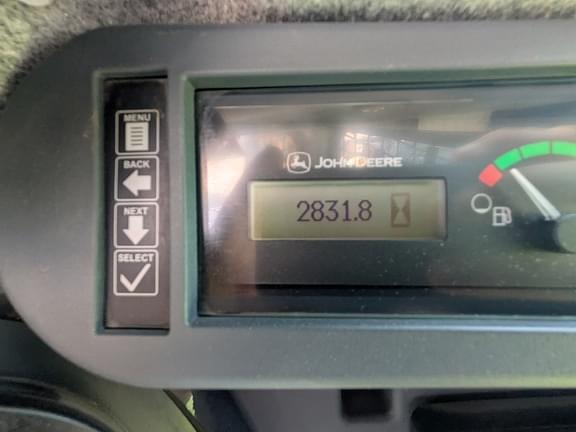 MENU
BACK
NEXT
SELECT
JOHN DEERE
2831.8